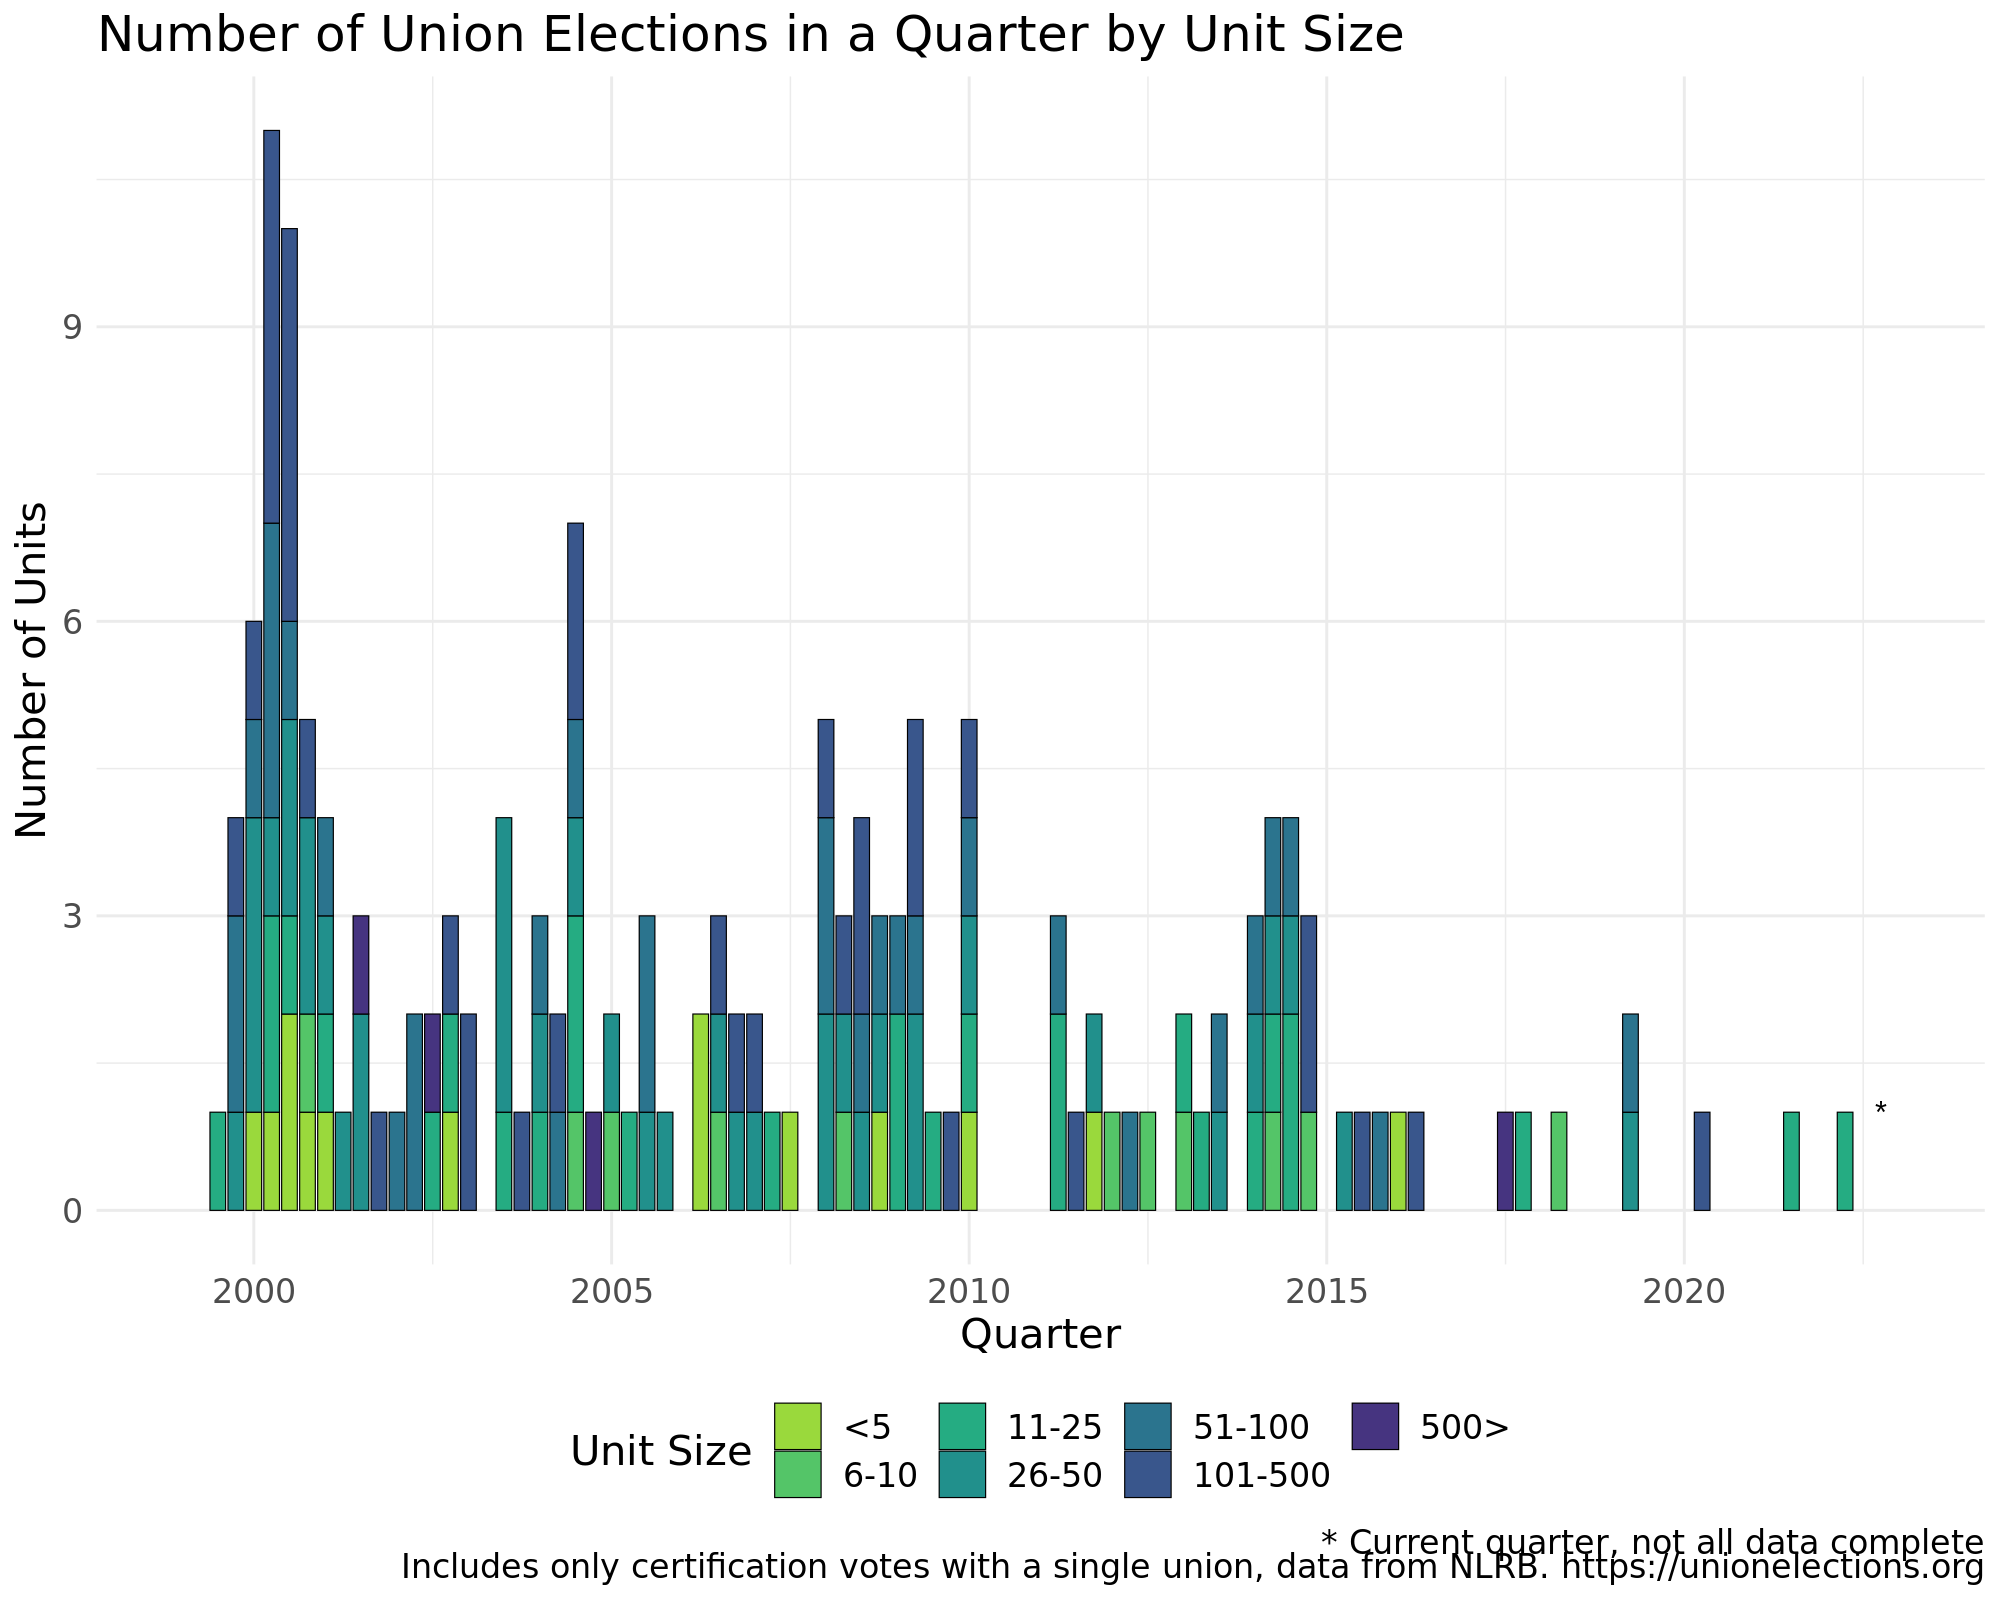 Number of Union Elections in a Quarter by Unit Size
Number of Units
9
6
3
0
*
2000 2005 2010 2015 2020
Quarter
Unit Size
<5 11-25 51-100 500>
6-10 26-50 101-500
* Current quarter, not all data complete
Includes only certification votes with a single union, data from NLRB. https://unionelections.org